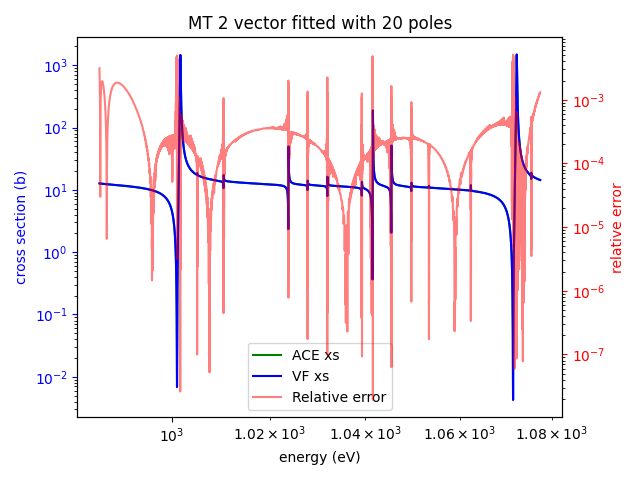 MT 2 vector fitted with 20 poles
10³
10²
10¹
10⁰
10⁻¹
10⁻²
cross section (b)
10⁻³
10⁻⁴
10⁻⁵
10⁻⁶
10⁻⁷
relative error
ACE xs
VF xs
Relative error
10³
1.02 × 10³
1.04 × 10³
1.06 × 10³
1.08 × 10³
energy (eV)